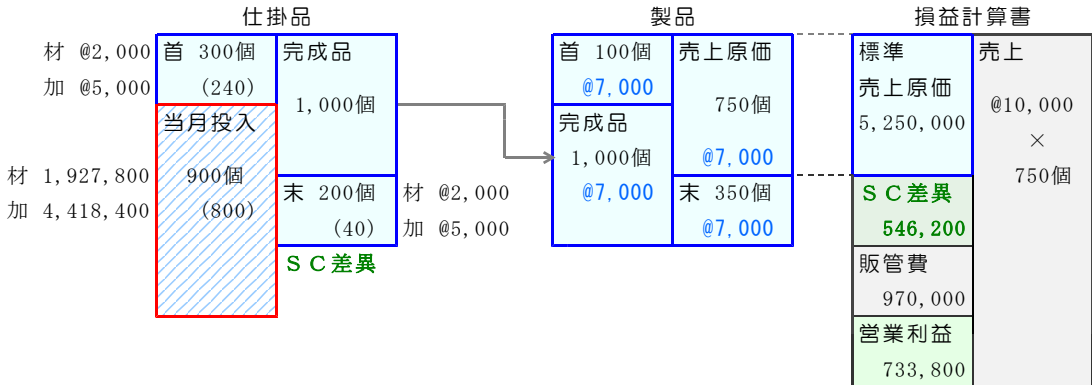 仕掛品
材 @2,000
加 @5,000
首 300個
(240)
完成品
1,000個
当月投入
材 1,927,800
加 4,418,400
900個
(800)
末 200個
(40)
材 @2,000
加 @5,000
ＳＣ差異
製品
首 100個
@7,000
完成品
1,000個
@7,000
売上原価
750個
@7,000
末 350個
@7,000
損益計算書
標準
売上原価
5,250,000
ＳＣ差異
546,200
販管費
970,000
営業利益
733,800
売上
@10,000
×
750個